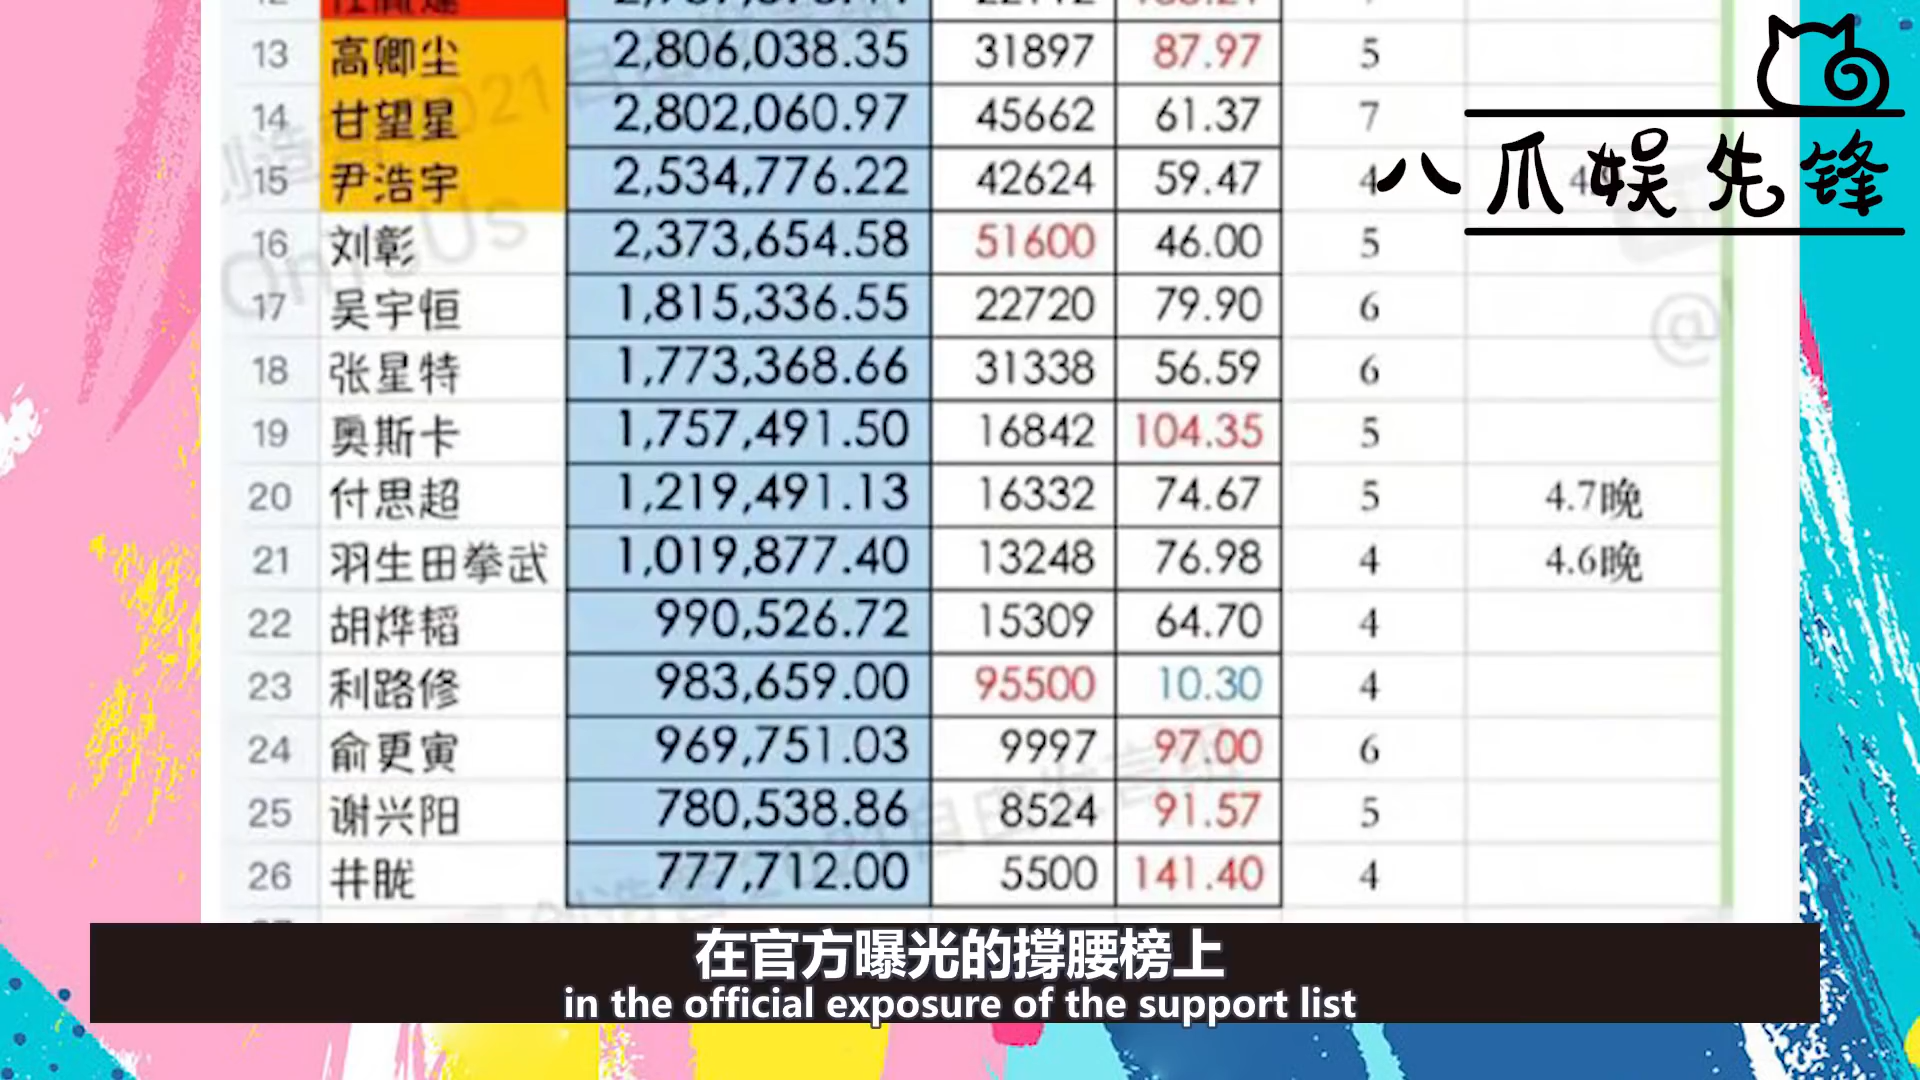 13 高卿尘 2,806,038.35 31897 87.97 5
14 甘望星 2,802,060.97 45662 61.37 7
15 尹浩宇 2,534,776.22 42624 59.47 4
16 刘彰 2,373,654.58 51600 46.00 5
17 吴宇恒 1,815,336.55 22720 79.90 6
18 张星特 1,773,368.66 31338 56.59 6
19 奥斯卡 1,757,491.50 16842 104.35 5
20 付思超 1,219,491.13 16332 74.67 5 4.7晚
21 羽生田拳武 1,019,877.40 13248 76.98 4 4.6晚
22 胡烨韬 990,526.72 15309 64.70 4
23 利路修 983,659.00 95500 10.30 4
24 俞更寅 969,751.03 9997 97.00 6
25 谢兴阳 780,538.86 8524 91.57 5
26 井胧 777,712.00 5500 141.40 4
八爪娱先锋
在官方曝光的撑腰榜上
in the official exposure of the support list